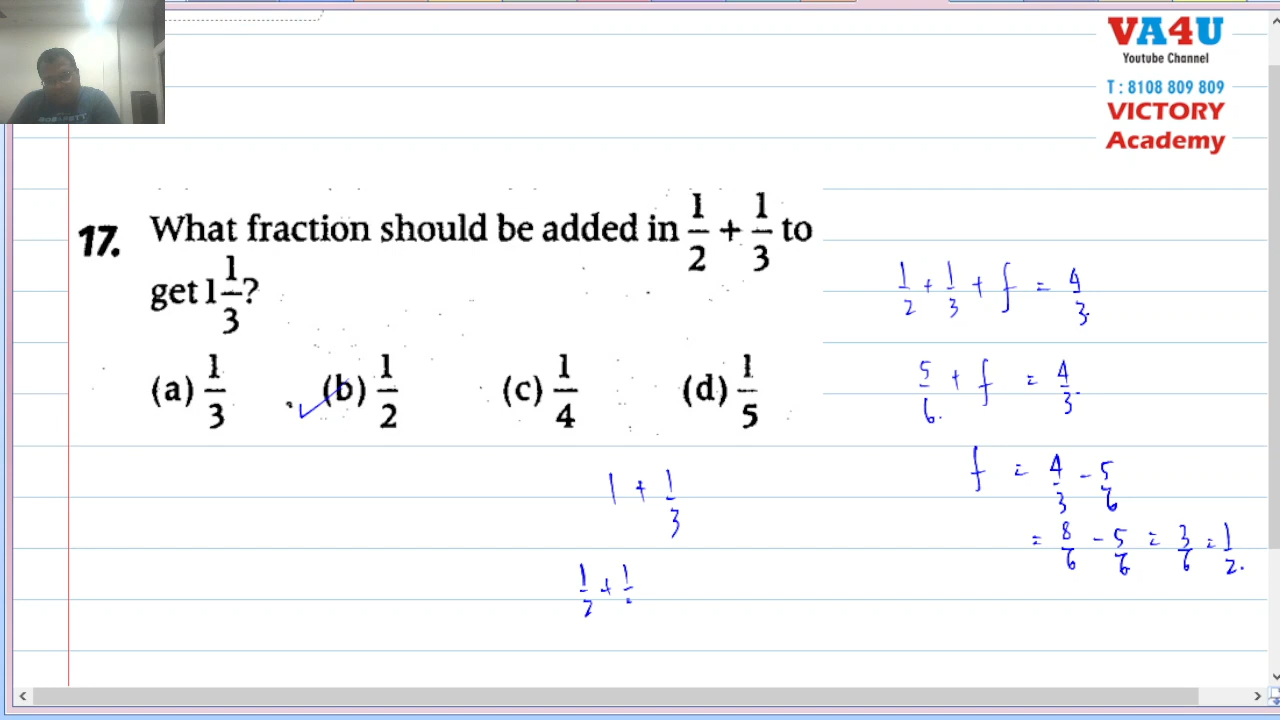 VA4U
Youtube Channel
T : 8108 809 809
VICTORY
Academy
17. What fraction should be added in 1/2 + 1/3 to
get 1 1/3?
(a) 1/3 (b) 1/2 (c) 1/4 (d) 1/5
1/2 + 1/3 + f = 4/3
5/6 + f = 4/3
f = 4/3 - 5/6
= 8/6 - 5/6 = 3/6 = 1/2.
1 + 1/3
1/2 + 1/